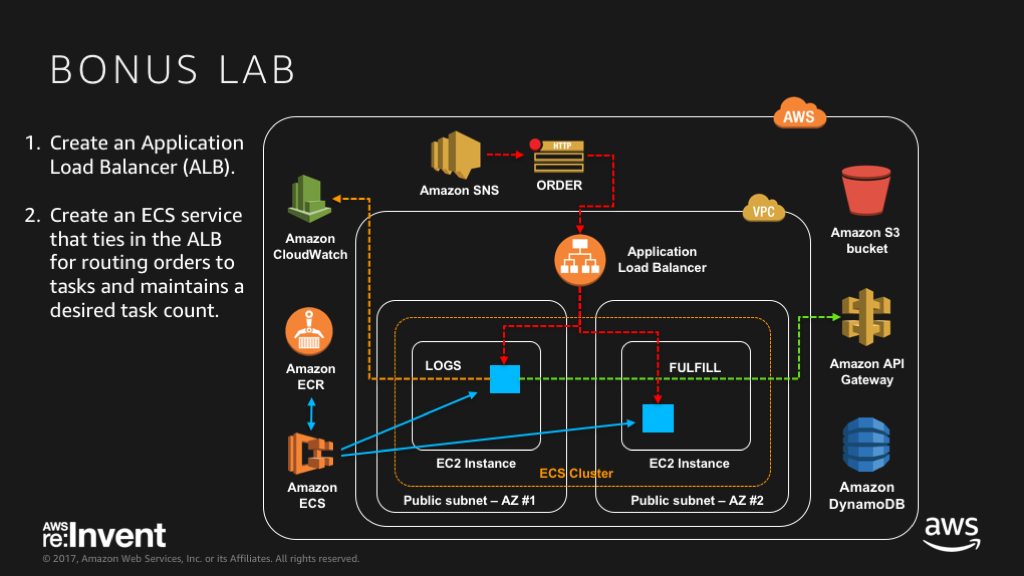 BONUS LAB
1. Create an Application
Load Balancer (ALB).
2. Create an ECS service
that ties in the ALB
for routing orders to
tasks and maintains a
desired task count.
AWS
Amazon SNS
HTTP
ORDER
Amazon
CloudWatch
VPC
Amazon S3
bucket
Application
Load Balancer
Amazon
ECR
LOGS
FULFILL
Amazon API
Gateway
EC2 Instance
ECS Cluster
EC2 Instance
Amazon
ECS
Public subnet – AZ #1
Public subnet – AZ #2
Amazon
DynamoDB
AWS
re:Invent
aws
© 2017, Amazon Web Services, Inc. or its Affiliates. All rights reserved.